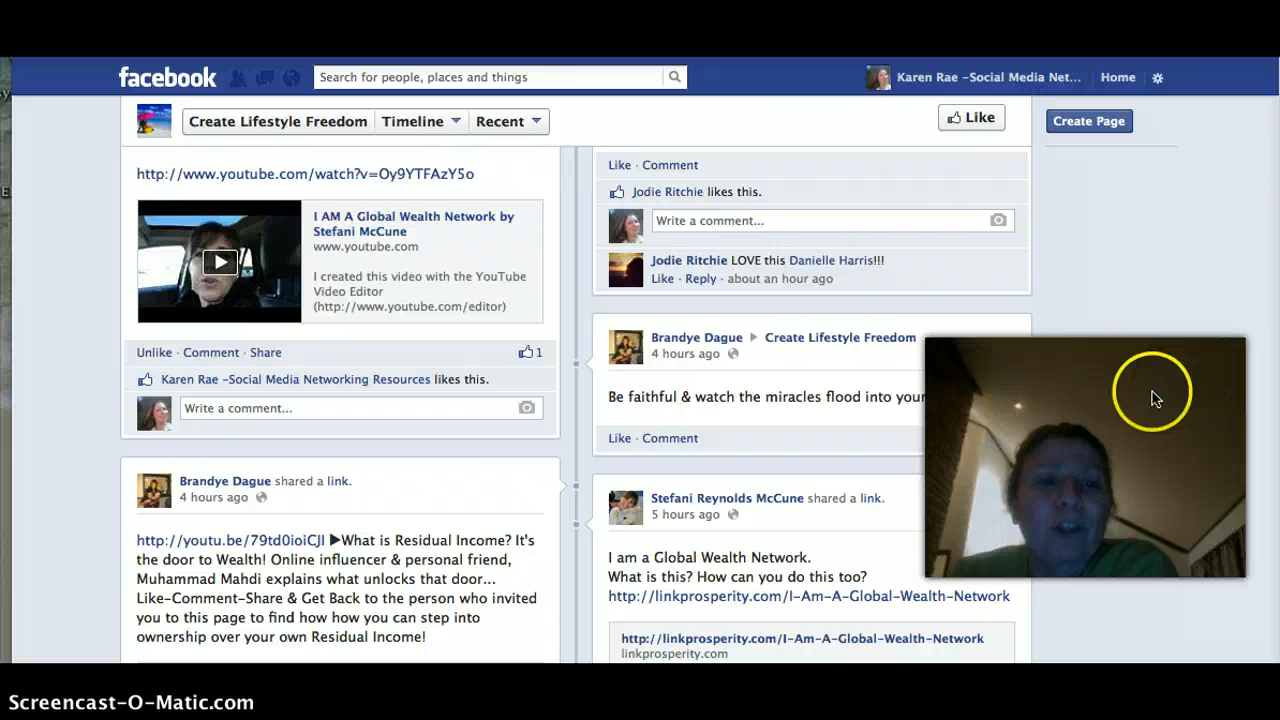 facebook
Search for people, places and things
Karen Rae –Social Media Net...
Home
Create Lifestyle Freedom
Timeline
Recent
Like
Create Page
http://www.youtube.com/watch?v=Oy9YTFAzY5o
I AM A Global Wealth Network by
Stefani McCune
www.youtube.com
I created this video with the YouTube
Video Editor
(http://www.youtube.com/editor)
Unlike · Comment · Share
1
Karen Rae –Social Media Networking Resources likes this.
Write a comment...
Brandye Dague shared a link.
4 hours ago
http://youtu.be/79td0ioiCJI ▶What is Residual Income? It's
the door to Wealth! Online influencer & personal friend,
Muhammad Mahdi explains what unlocks that door...
Like-Comment-Share & Get Back to the person who invited
you to this page to find how how you can step into
ownership over your own Residual Income!
Like · Comment
Jodie Ritchie likes this.
Write a comment...
Jodie Ritchie LOVE this Danielle Harris!!!
Like · Reply · about an hour ago
Brandye Dague ▶ Create Lifestyle Freedom
4 hours ago
Be faithful & watch the miracles flood into your
Like · Comment
Stefani Reynolds McCune shared a link.
5 hours ago
I am a Global Wealth Network.
What is this? How can you do this too?
http://linkprosperity.com/I-Am-A-Global-Wealth-Network
http://linkprosperity.com/I-Am-A-Global-Wealth-Network
linkprosperity.com
Screencast-O-Matic.com